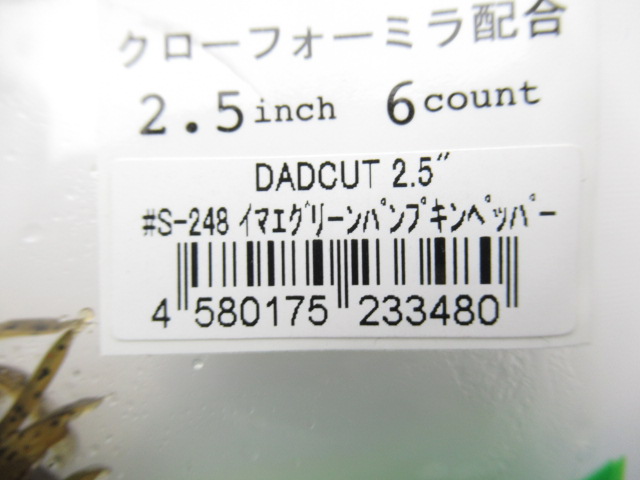 クローフォーミラ配合
2.5inch 6count
DADCUT 2.5″
#S-248 ｲﾏｴｸﾞﾘｰﾝﾊﾟﾝﾌﾟｷﾝﾍﾟｯﾊﾟｰ
4 580175 233480